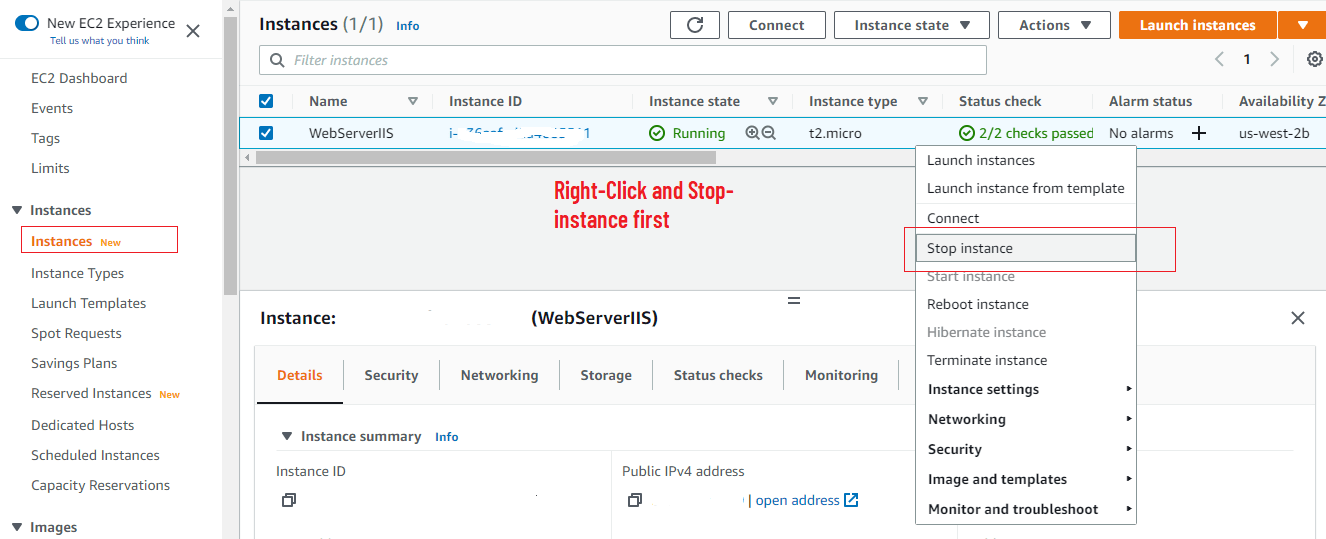 New EC2 Experience
Tell us what you think
EC2 Dashboard
Events
Tags
Limits
Instances
Instances New
Instance Types
Launch Templates
Spot Requests
Savings Plans
Reserved Instances New
Dedicated Hosts
Scheduled Instances
Capacity Reservations
Images
Instances (1/1) Info
Connect
Instance state
Actions
Launch instances
Filter instances
1
Name Instance ID Instance state Instance type Status check Alarm status Availability Z
WebServerIIS Running t2.micro 2/2 checks passed No alarms + us-west-2b
Right-Click and Stop-
instance first
Launch instances
Launch instance from template
Connect
Stop instance
Start instance
Reboot instance
Hibernate instance
Terminate instance
Instance settings
Networking
Security
Image and templates
Monitor and troubleshoot
Instance: (WebServerIIS)
Details Security Networking Storage Status checks Monitoring
Instance summary Info
Instance ID
Public IPv4 address
| open address